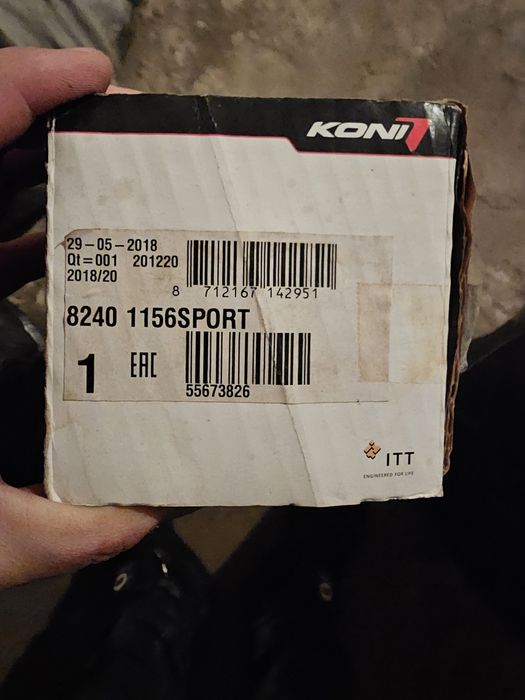 KONI
29-05-2018
Qt=001 201220
2018/20
8 712167 142951
8240 1156SPORT
1
EAC
55673826
ITT
ENGINEERED FOR LIFE